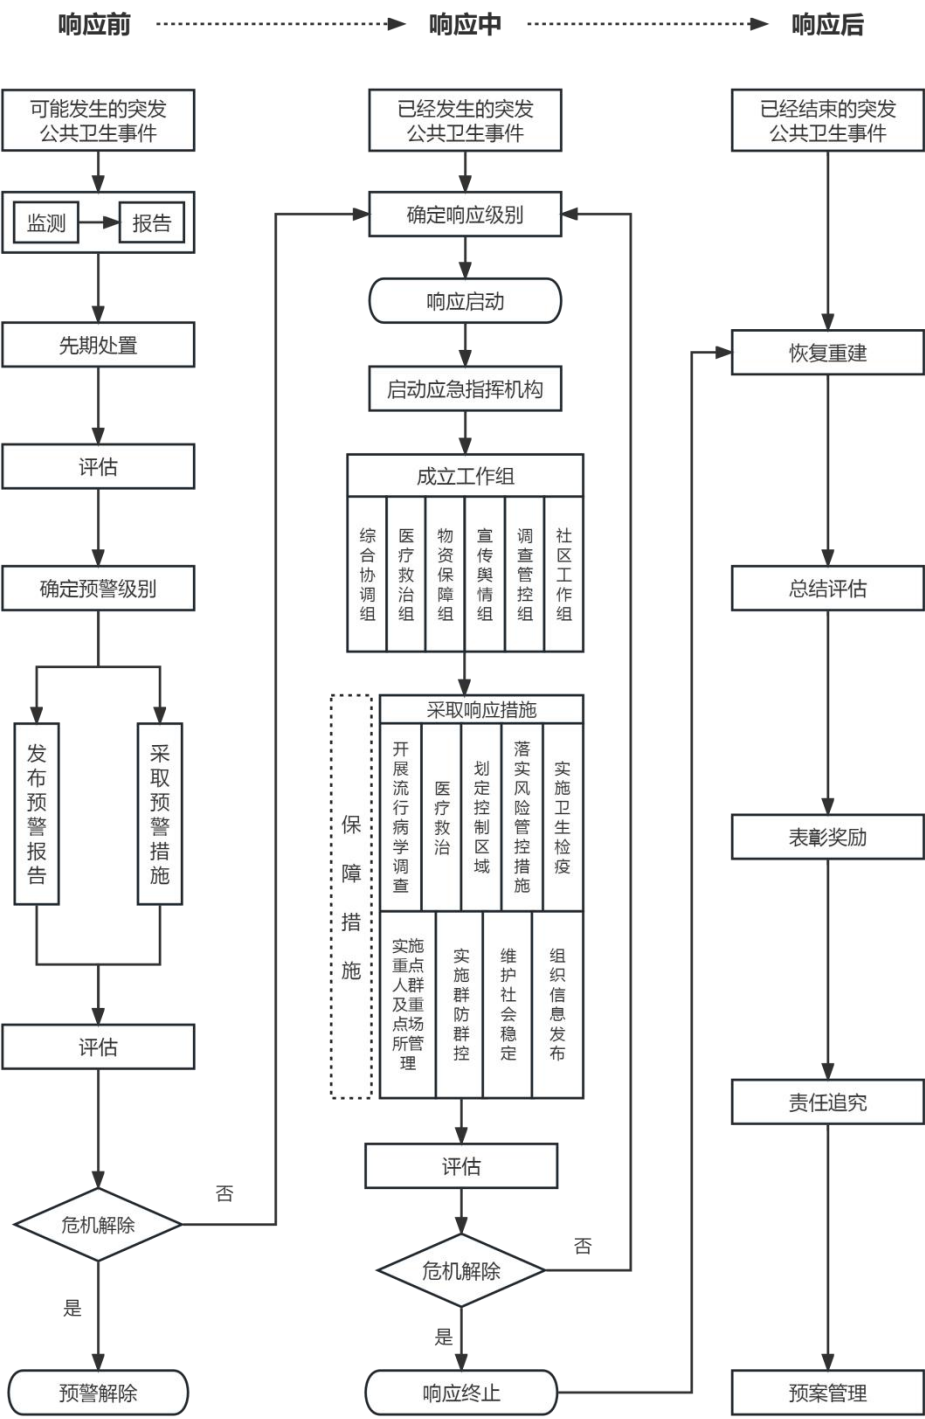 响应前
响应中
响应后
可能发生的突发
公共卫生事件
监测
报告
先期处置
评估
确定预警级别
发布预警报告
采取预警措施
评估
危机解除
否
是
预警解除
已经发生的突发
公共卫生事件
确定响应级别
响应启动
启动应急指挥机构
成立工作组
综合协调组
医疗救治组
物资保障组
宣传舆情组
调查管控组
社区工作组
保障措施
采取响应措施
开展流行病学调查
医疗救治
划定控制区域
落实风险管控措施
实施卫生检疫
实施
重点
人群
及重
点场
所管
理
实施群防群控
维护社会稳定
组织信息发布
评估
危机解除
否
是
响应终止
已经结束的突发
公共卫生事件
恢复重建
总结评估
表彰奖励
责任追究
预案管理